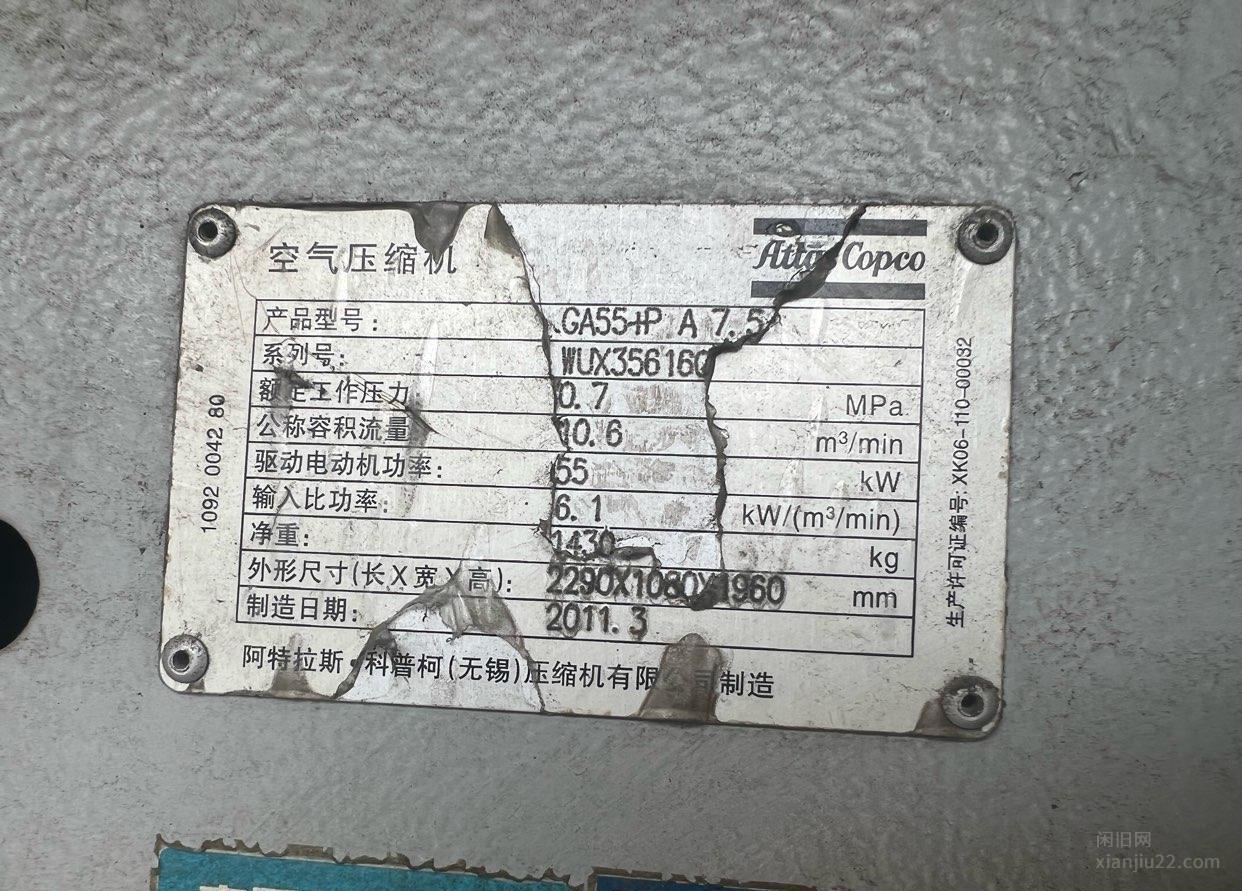 空气压缩机
Atlas Copco
产品型号: GA55+P A 7.5
系列号: WUX356160
额定工作压力 0.7 MPa
公称容积流量 10.6 m³/min
驱动电动机功率: 55 kW
输入比功率: 6.1 kW/(m³/min)
净重: 1430 kg
外形尺寸(长X宽X高): 2290X1080X1960 mm
制造日期: 2011.3
阿特拉斯·科普柯(无锡)压缩机有限公司制造
1092 0042 80
生产许可证编号: XK06-110-00032
闲旧网
xianjiu22.com